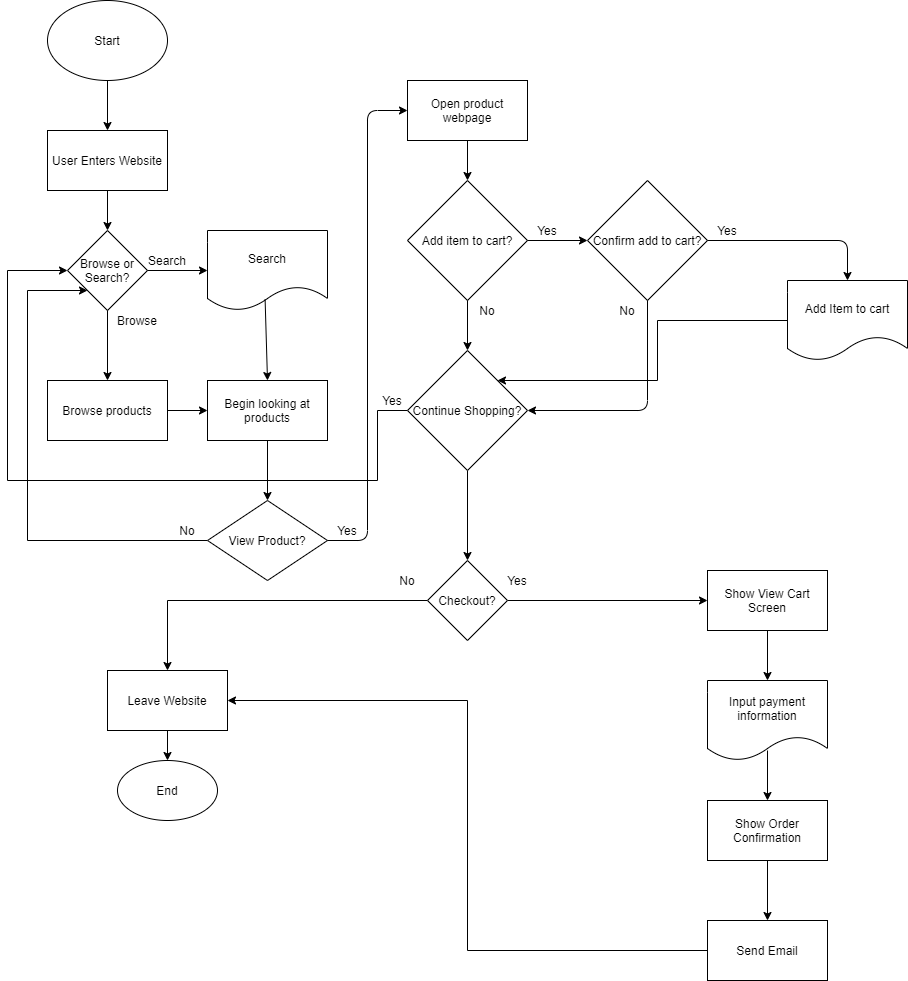 Start
Open product
webpage
User Enters Website
Add item to cart?
Yes
Confirm add to cart?
Yes
Browse or
Search?
Search
Search
No
No
Add Item to cart
Browse
Browse products
Begin looking at
products
Yes
Continue Shopping?
No
View Product?
Yes
No
Checkout?
Yes
Show View Cart
Screen
Leave Website
Input payment
information
End
Show Order
Confirmation
Send Email